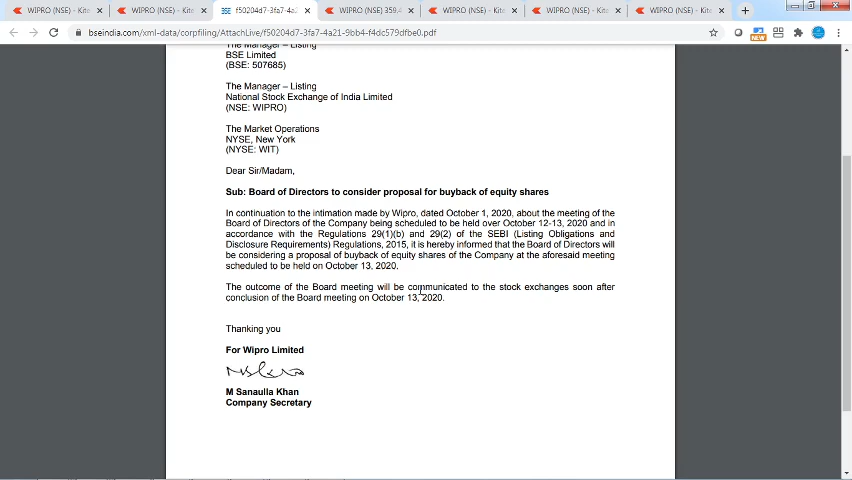 WIPRO (NSE) - Kite
WIPRO (NSE) - Kite
f50204d7-3fa7-4a2
WIPRO (NSE) 359.4
WIPRO (NSE) - Kite
WIPRO (NSE) - Kite
WIPRO (NSE) - Kite
bseindia.com/xml-data/corpfiling/AttachLive/f50204d7-3fa7-4a21-9bb4-f4dc579dfbe0.pdf
NEW
The Manager – Listing
BSE Limited
(BSE: 507685)
The Manager – Listing
National Stock Exchange of India Limited
(NSE: WIPRO)
The Market Operations
NYSE, New York
(NYSE: WIT)
Dear Sir/Madam,
Sub: Board of Directors to consider proposal for buyback of equity shares
In continuation to the intimation made by Wipro, dated October 1, 2020, about the meeting of the
Board of Directors of the Company being scheduled to be held over October 12-13, 2020 and in
accordance with the Regulations 29(1)(b) and 29(2) of the SEBI (Listing Obligations and
Disclosure Requirements) Regulations, 2015, it is hereby informed that the Board of Directors will
be considering a proposal of buyback of equity shares of the Company at the aforesaid meeting
scheduled to be held on October 13, 2020.
The outcome of the Board meeting will be communicated to the stock exchanges soon after
conclusion of the Board meeting on October 13, 2020.
Thanking you
For Wipro Limited
M Sanaulla Khan
Company Secretary